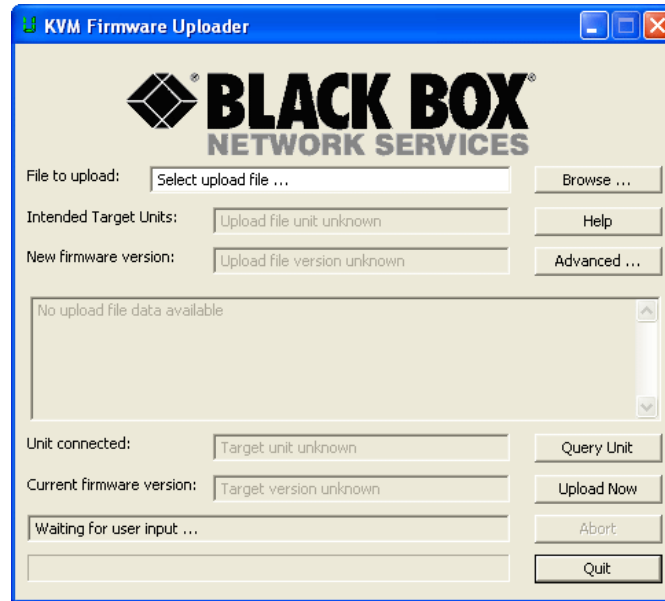 KVM Firmware Uploader
BLACK BOX®
NETWORK SERVICES
File to upload: Select upload file ... Browse ...
Intended Target Units: Upload file unit unknown Help
New firmware version: Upload file version unknown Advanced ...
No upload file data available
Unit connected: Target unit unknown Query Unit
Current firmware version: Target version unknown Upload Now
Waiting for user input ... Abort
Quit